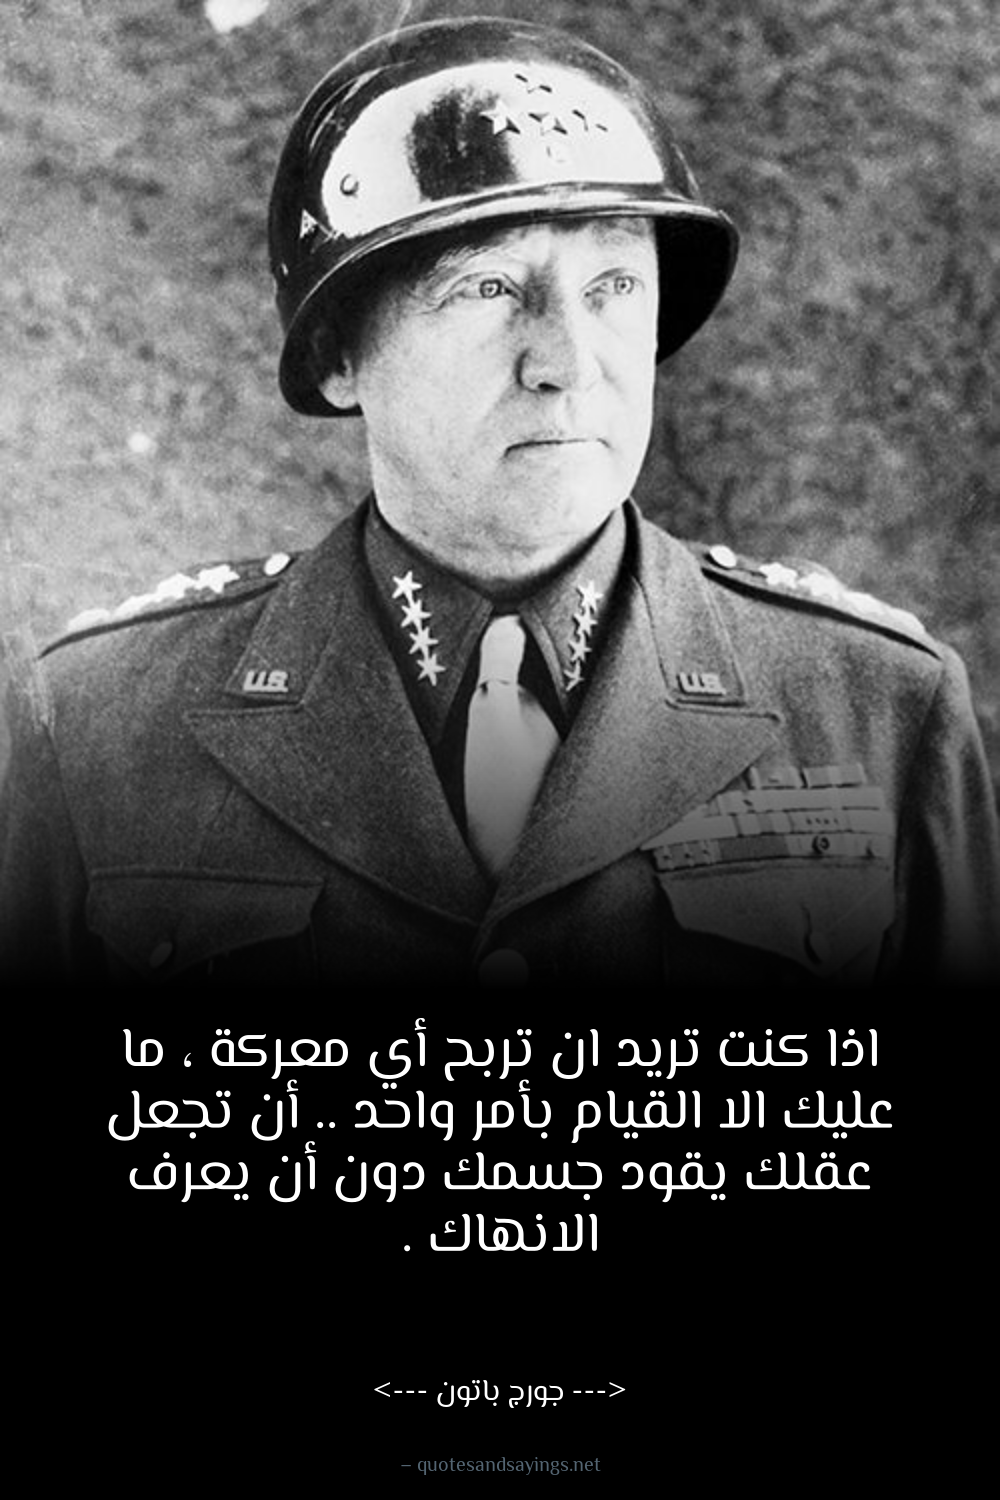 U.S.
U.S.
اذا كنت تريد ان تربح أي معركة ، ما
عليك الا القيام بأمر واحد .. أن تجعل
عقلك يقود جسمك دون أن يعرف
الانهاك .
<--- جورج باتون --->
– quotesandsayings.net